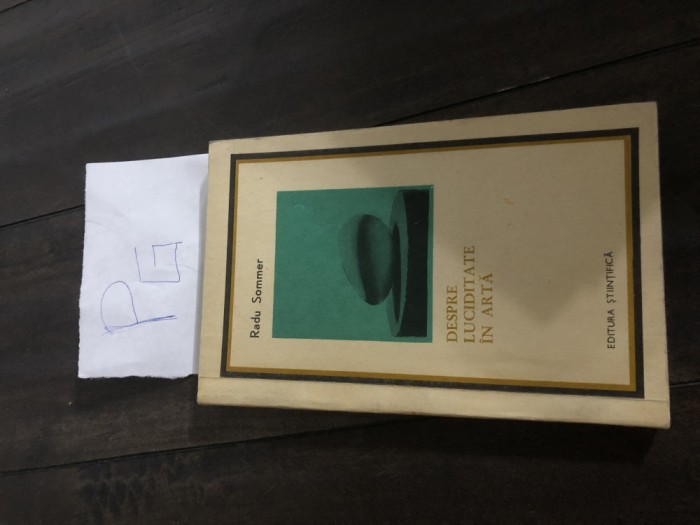 Radu Sommer
DESPRE
LUCIDITATE
ÎN ARTĂ
EDITURA ȘTIINȚIFICĂ